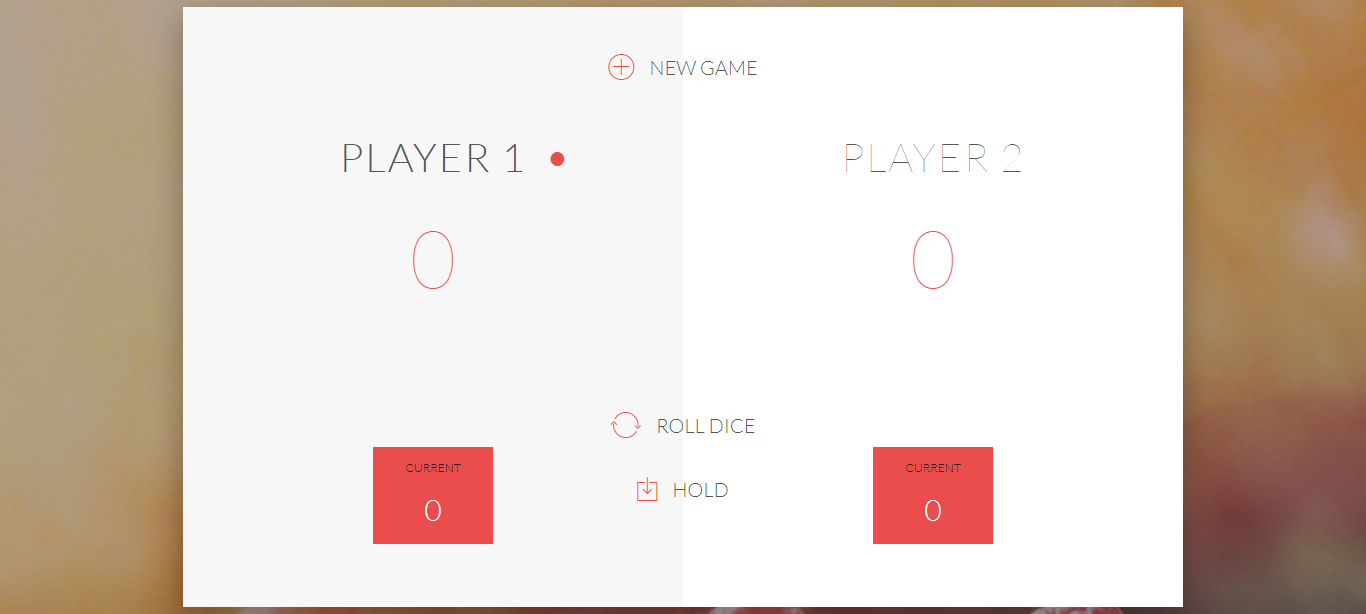 NEW GAME
PLAYER 1
PLAYER 2
0
0
ROLL DICE
CURRENT
CURRENT
HOLD
0
0